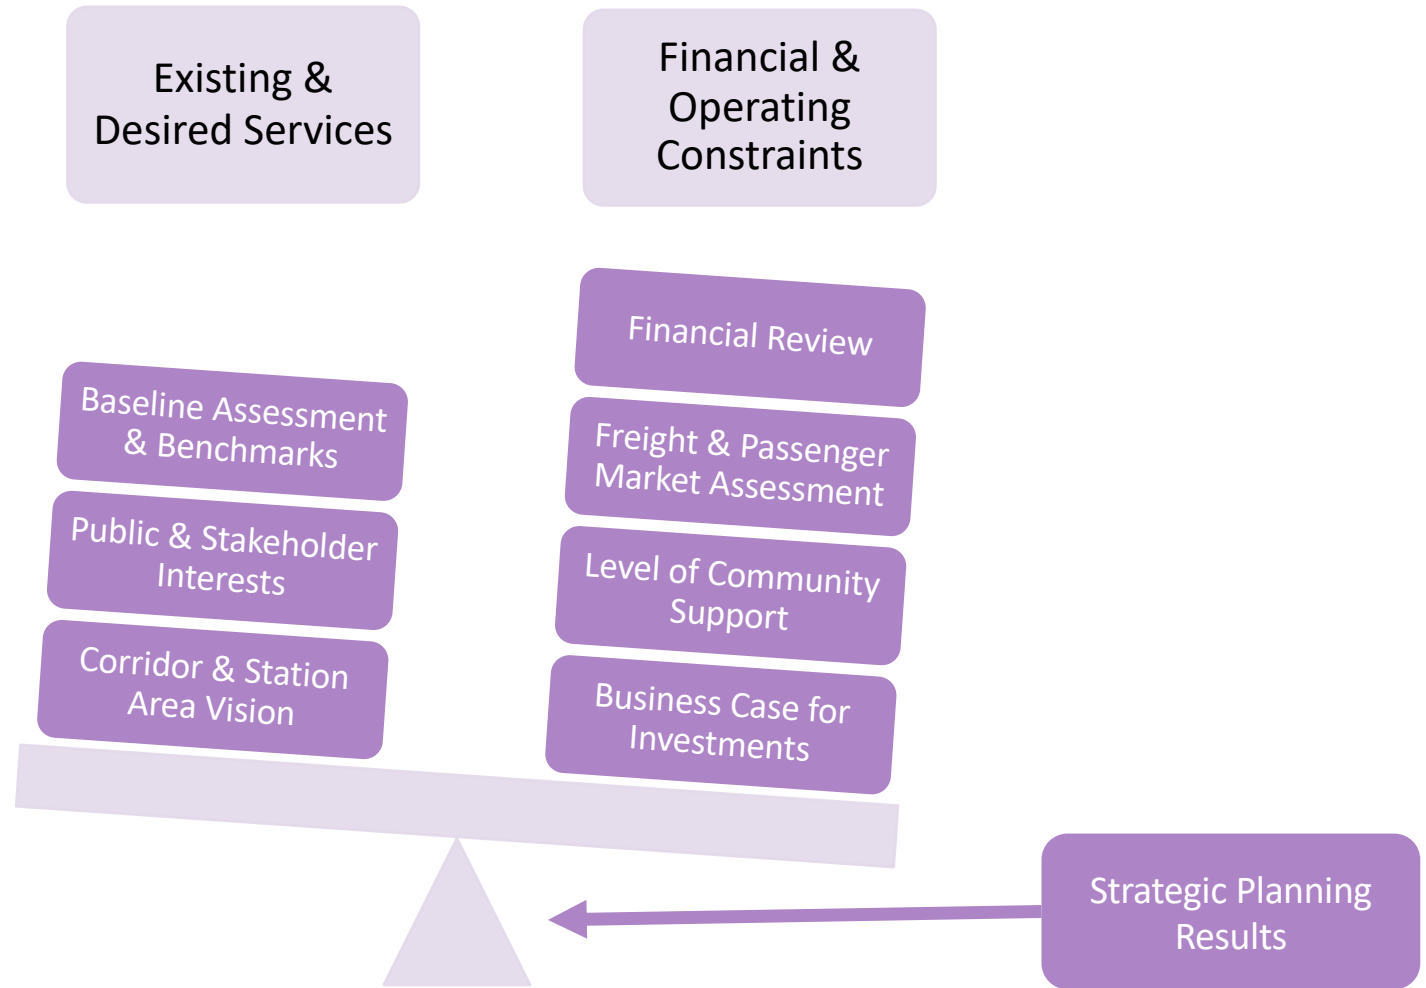 Existing &
Desired Services
Financial &
Operating
Constraints
Baseline Assessment
& Benchmarks
Public & Stakeholder
Interests
Corridor & Station
Area Vision
Financial Review
Freight & Passenger
Market Assessment
Level of Community
Support
Business Case for
Investments
Strategic Planning
Results